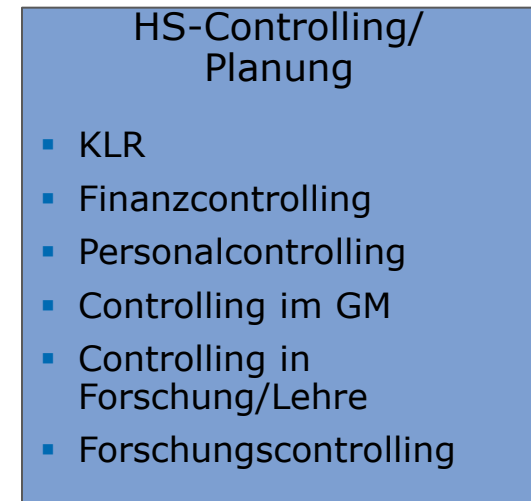 HS-Controlling/
Planung
▪ KLR
▪ Finanzcontrolling
▪ Personalcontrolling
▪ Controlling im GM
▪ Controlling in
Forschung/Lehre
▪ Forschungscontrolling